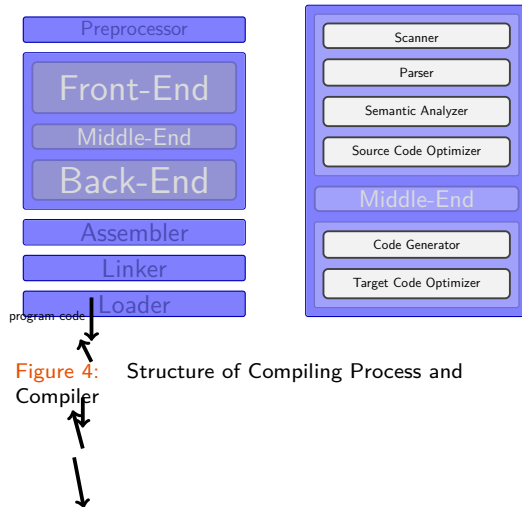 Preprocessor
Front-End
Middle-End
Back-End
Assembler
Linker
Loader
program code
Scanner
Parser
Semantic Analyzer
Source Code Optimizer
Middle-End
Code Generator
Target Code Optimizer
Figure 4: Structure of Compiling Process and
Compiler